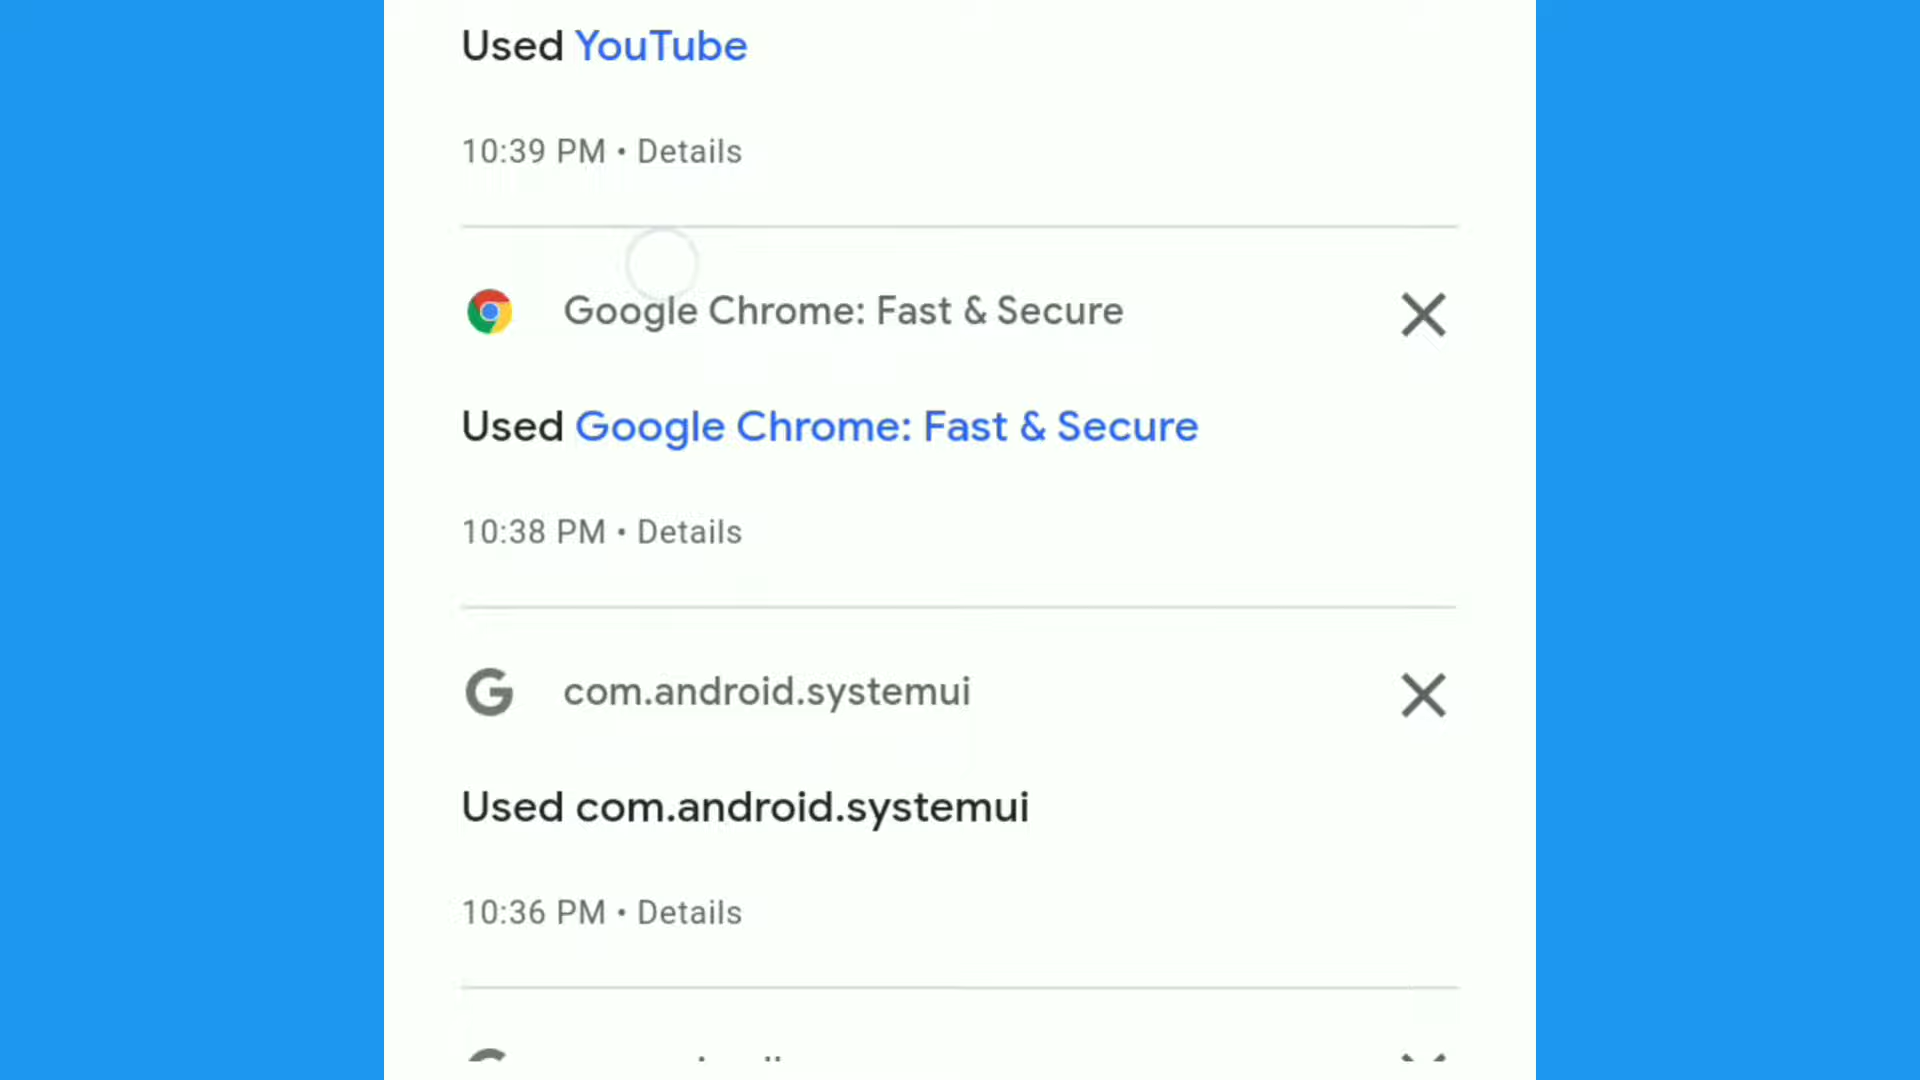 Used YouTube
10:39 PM • Details
Google Chrome: Fast & Secure
Used Google Chrome: Fast & Secure
10:38 PM • Details
com.android.systemui
Used com.android.systemui
10:36 PM • Details